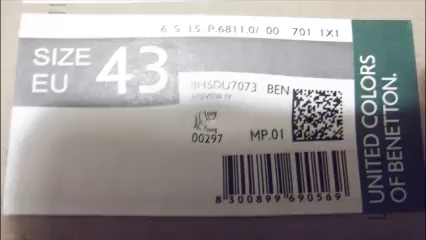 6 S 15 P.6811.0/ 00 701 1X1
SIZE
EU
43
8H6DU7073 BEN
00297
MP.01
8 300899 690569
UNITED COLORS
OF BENETTON.